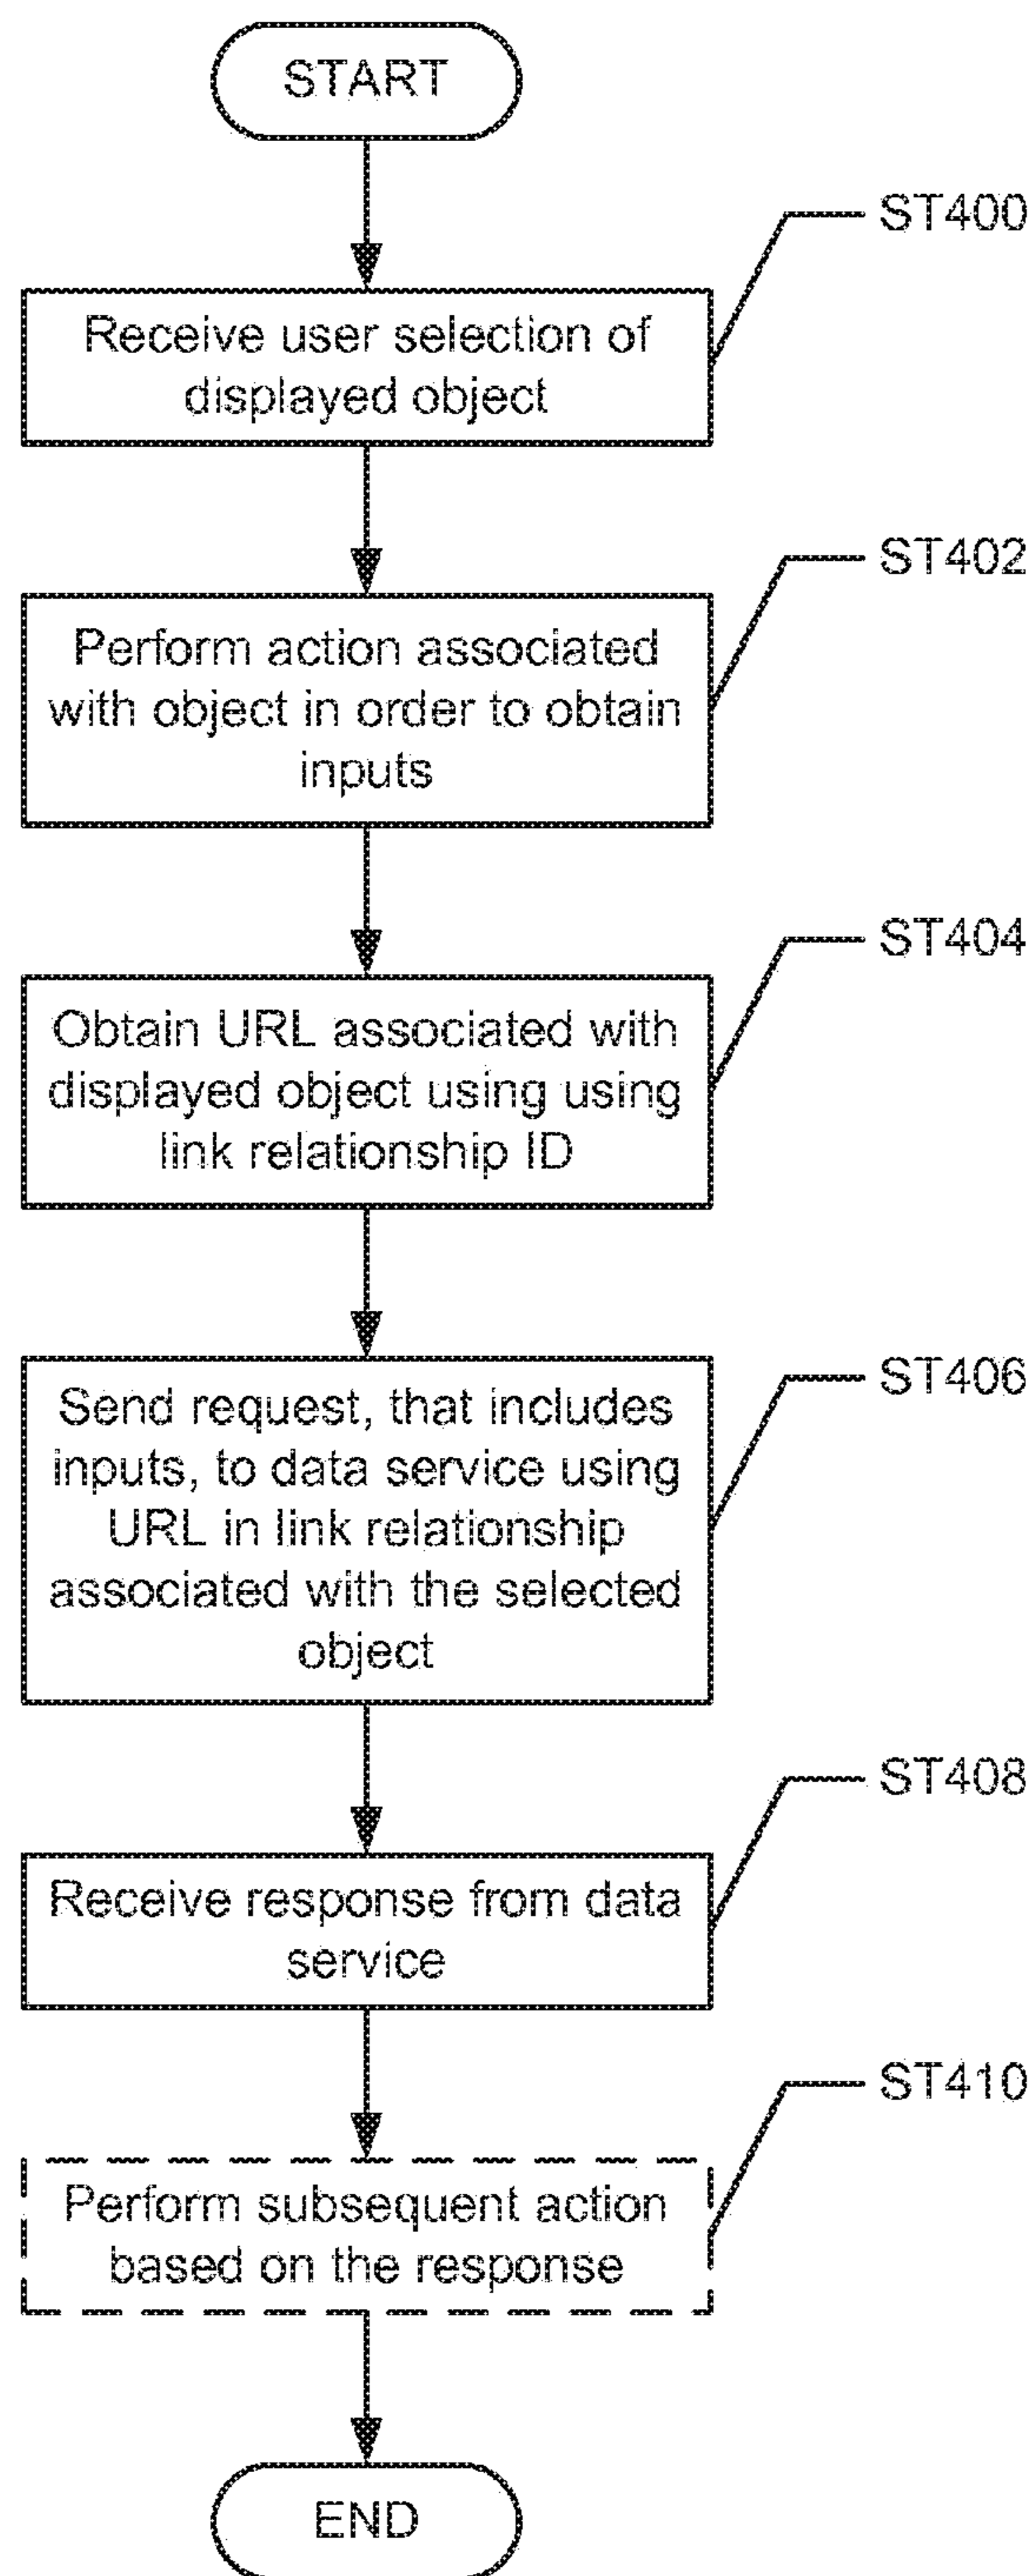 START
ST400
Receive user selection of
displayed object
ST402
Perform action associated
with object in order to obtain
inputs
ST404
Obtain URL associated with
displayed object using using
link relationship ID
ST406
Send request, that includes
inputs, to data service using
URL in link relationship
associated with the selected
object
ST408
Receive response from data
service
ST410
Perform subsequent action
based on the response
END